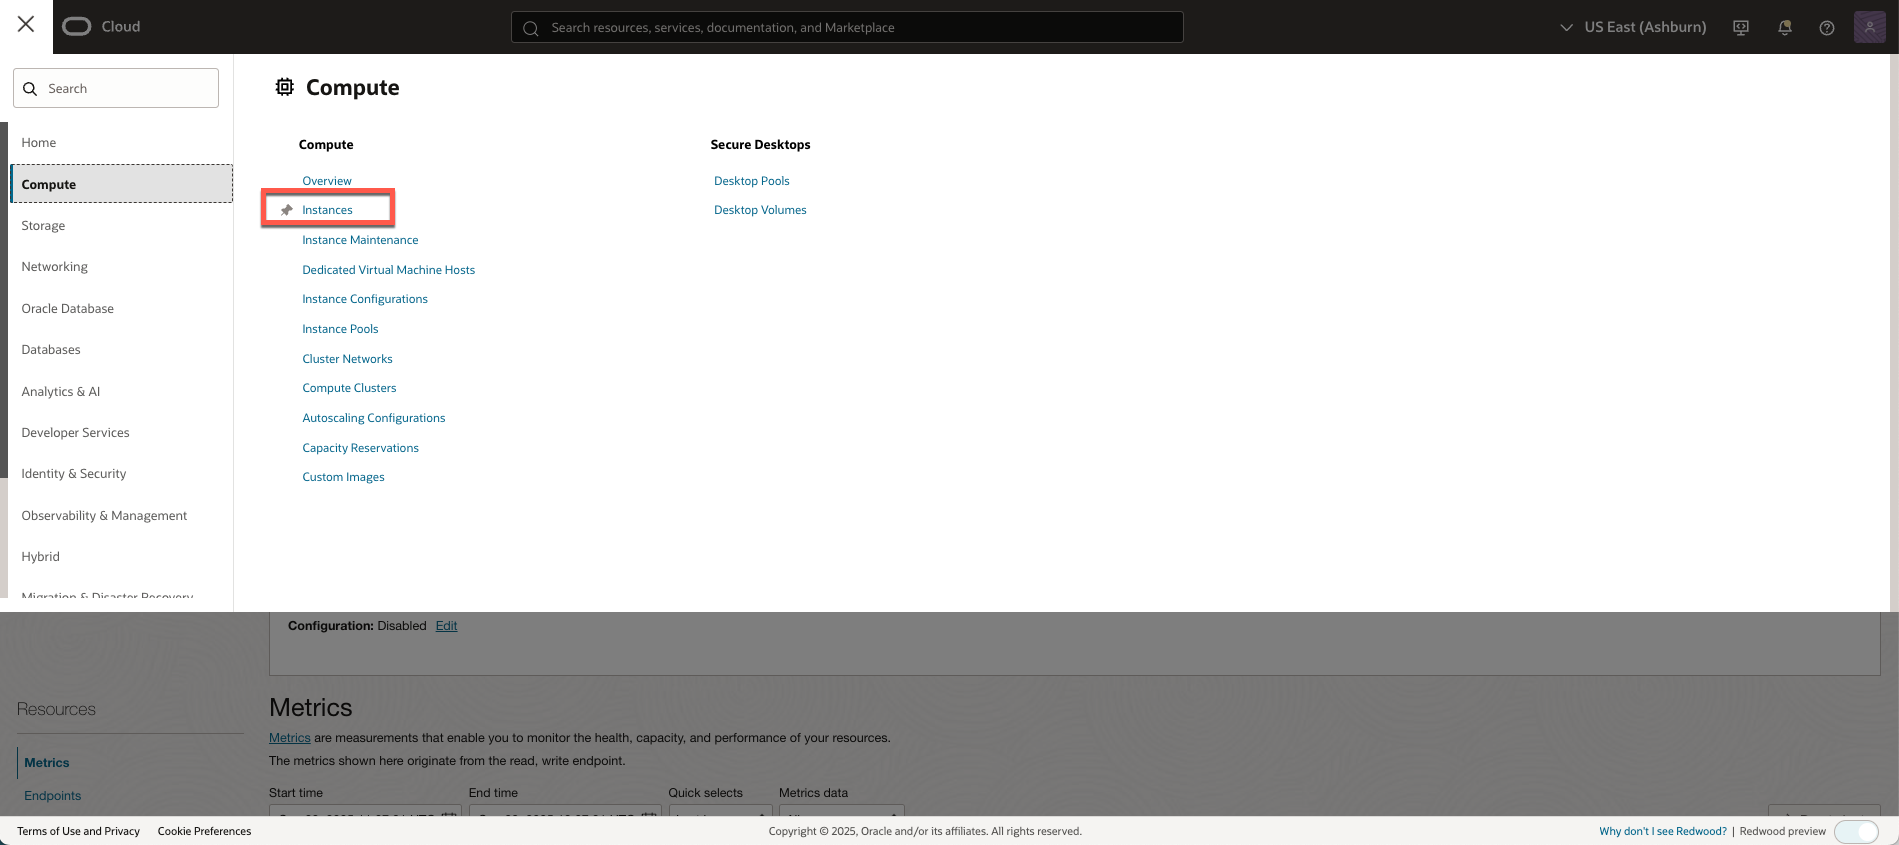 Cloud
Search resources, services, documentation, and Marketplace
US East (Ashburn)
Search
Home
Compute
Storage
Networking
Oracle Database
Databases
Analytics & AI
Developer Services
Identity & Security
Observability & Management
Hybrid
Migration & Disaster Recovery
Compute
Compute
Overview
Instances
Instance Maintenance
Dedicated Virtual Machine Hosts
Instance Configurations
Instance Pools
Cluster Networks
Compute Clusters
Autoscaling Configurations
Capacity Reservations
Custom Images
Secure Desktops
Desktop Pools
Desktop Volumes
Configuration: Disabled Edit
Resources
Metrics
Endpoints
Metrics
Metrics are measurements that enable you to monitor the health, capacity, and performance of your resources.
The metrics shown here originate from the read, write endpoint.
Start time End time Quick selects Metrics data
Terms of Use and Privacy Cookie Preferences
Copyright © 2025, Oracle and/or its affiliates. All rights reserved.
Why don't I see Redwood? | Redwood preview